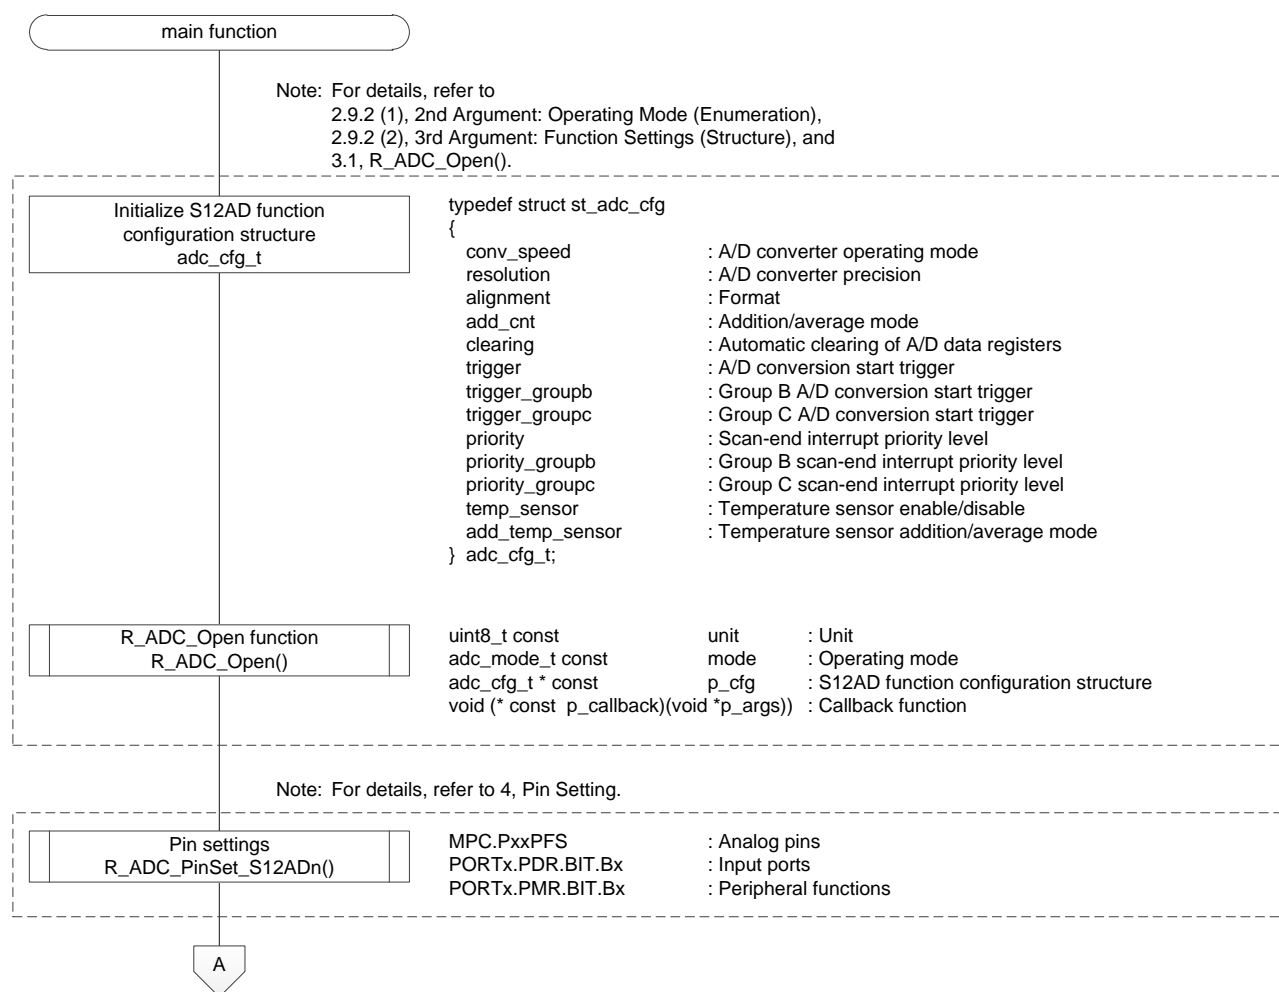 main function
Note: For details, refer to
2.9.2 (1), 2nd Argument: Operating Mode (Enumeration),
2.9.2 (2), 3rd Argument: Function Settings (Structure), and
3.1, R_ADC_Open().
Initialize S12AD function
configuration structure
adc_cfg_t
typedef struct st_adc_cfg
{
conv_speed : A/D converter operating mode
resolution : A/D converter precision
alignment : Format
add_cnt : Addition/average mode
clearing : Automatic clearing of A/D data registers
trigger : A/D conversion start trigger
trigger_groupb : Group B A/D conversion start trigger
trigger_groupc : Group C A/D conversion start trigger
priority : Scan-end interrupt priority level
priority_groupb : Group B scan-end interrupt priority level
priority_groupc : Group C scan-end interrupt priority level
temp_sensor : Temperature sensor enable/disable
add_temp_sensor : Temperature sensor addition/average mode
} adc_cfg_t;
R_ADC_Open function
R_ADC_Open()
uint8_t const unit : Unit
adc_mode_t const mode : Operating mode
adc_cfg_t * const p_cfg : S12AD function configuration structure
void (* const p_callback)(void *p_args)) : Callback function
Note: For details, refer to 4, Pin Setting.
Pin settings
R_ADC_PinSet_S12ADn()
MPC.PxxPFS : Analog pins
PORTx.PDR.BIT.Bx : Input ports
PORTx.PMR.BIT.Bx : Peripheral functions
A